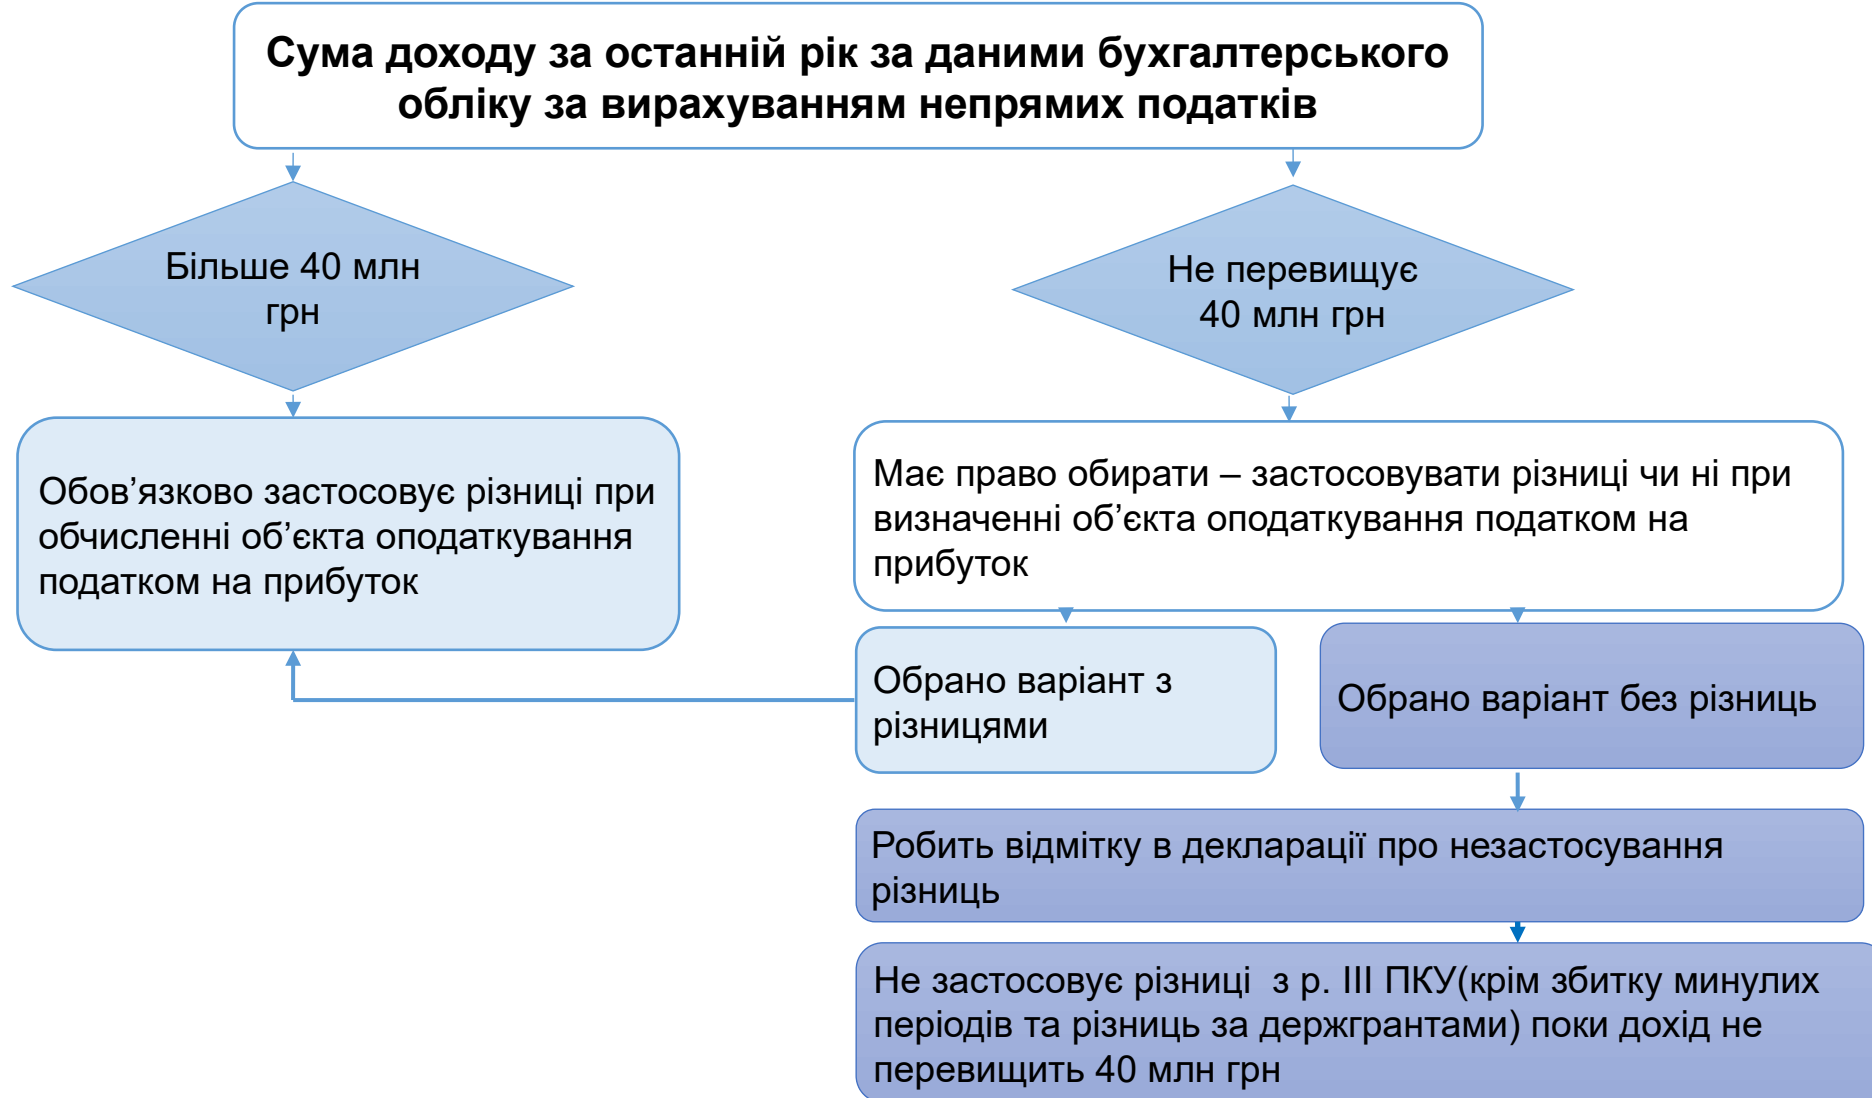 Сума доходу за останній рік за даними бухгалтерського
обліку за вирахуванням непрямих податків
Більше 40 млн
грн
Не перевищує
40 млн грн
Обов’язково застосовує різниці при
обчисленні об’єкта оподаткування
податком на прибуток
Має право обирати – застосовувати різниці чи ні при
визначенні об’єкта оподаткування податком на
прибуток
Обрано варіант з
різницями
Обрано варіант без різниць
Робить відмітку в декларації про незастосування
різниць
Не застосовує різниці  з р. ІІІ ПКУ(крім збитку минулих
періодів та різниць за держгрантами) поки дохід не
перевищить 40 млн грн